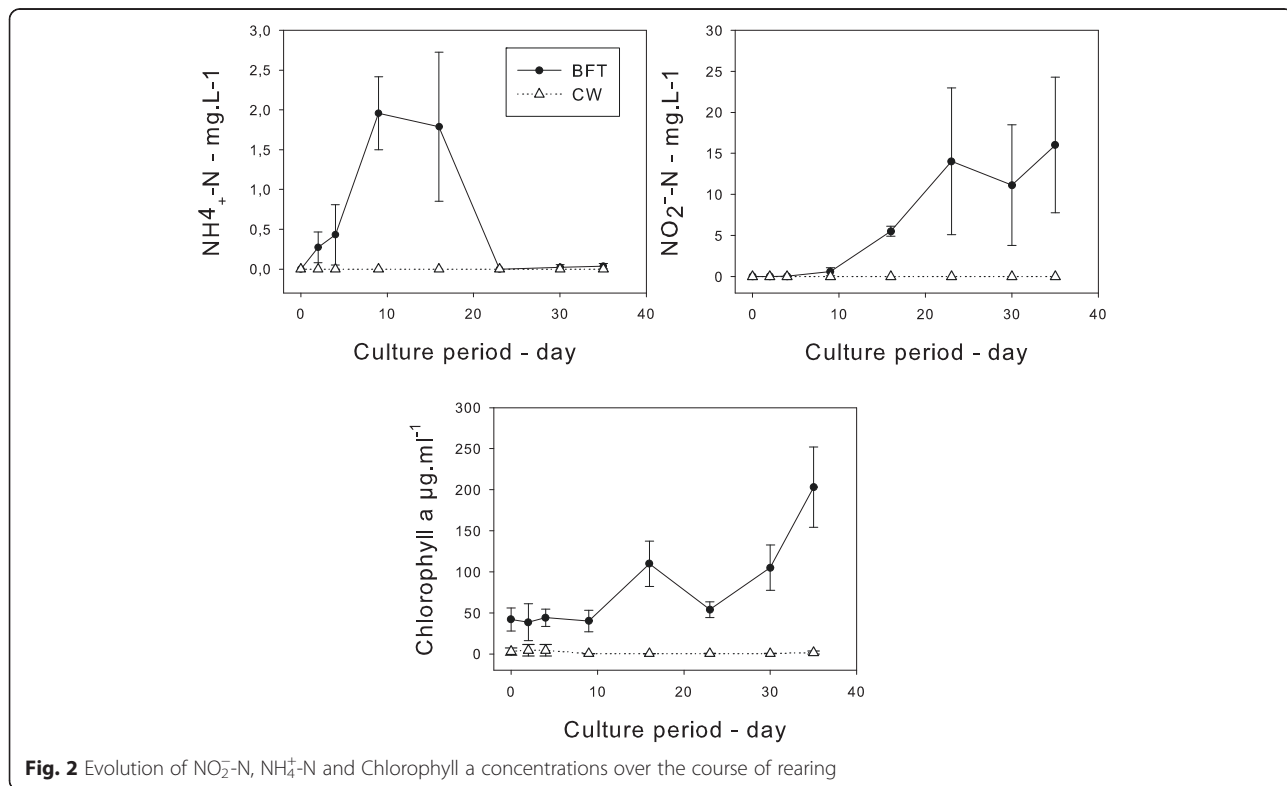 NH4+-N - mg.L-1
3,0
2,5
2,0
1,5
1,0
0,5
0,0
0 10 20 30 40
Culture period - day
BFT
CW
NO2−-N - mg.L-1
30
25
20
15
10
5
0
0 10 20 30 40
Culture period - day
Chlorophyll a µg.ml-1
300
250
200
150
100
50
0
0 10 20 30 40
Culture period - day
Fig. 2 Evolution of NO2−-N, NH4+-N and Chlorophyll a concentrations over the course of rearing